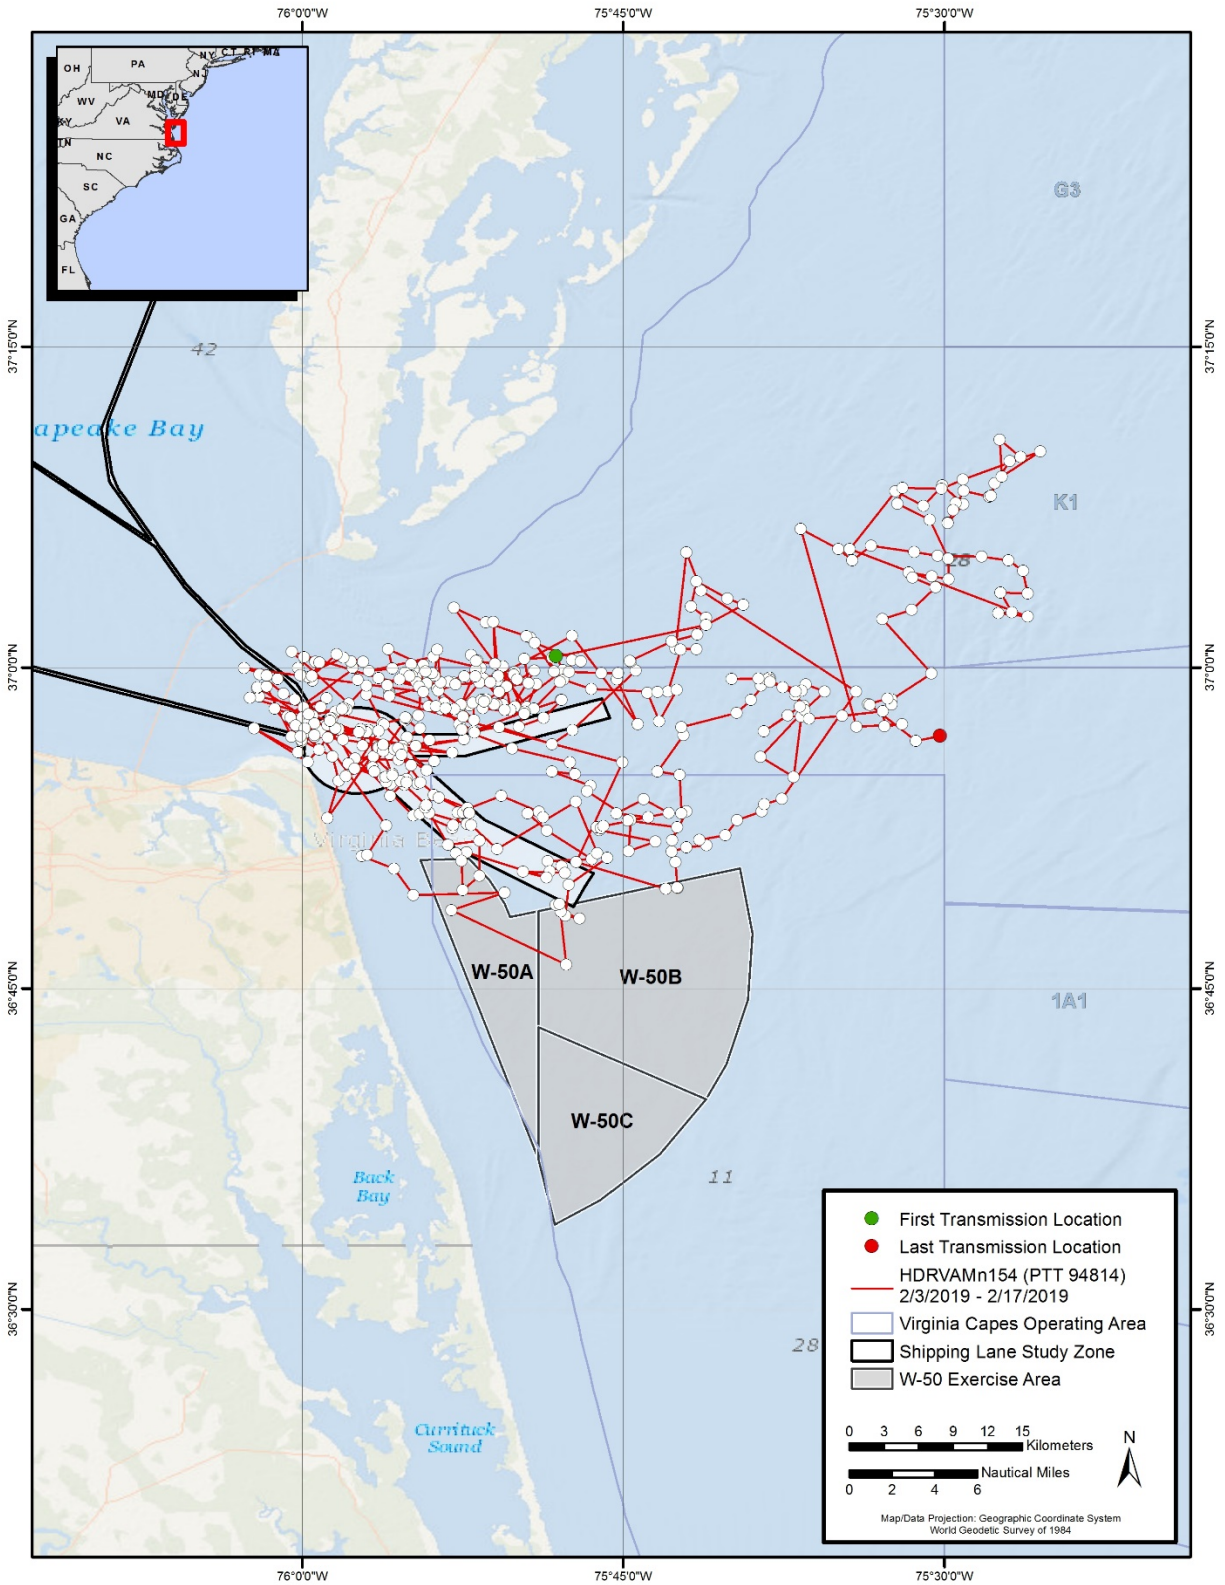 76°0'0"W
75°45'0"W
75°30'0"W
NY
CT
RI
MA
PA
OH
NJ
MD
DE
WV
VA
KY
TN
NC
SC
GA
FL
G3
37°15'0"N
37°15'0"N
42
apeake Bay
K1
28
37°0'0"N
37°0'0"N
Virginia Be
W-50A
W-50B
36°45'0"N
36°45'0"N
1A1
W-50C
Back
Bay
11
First Transmission Location
Last Transmission Location
HDRVAMn154 (PTT 94814)
2/3/2019 - 2/17/2019
Virginia Capes Operating Area
Shipping Lane Study Zone
W-50 Exercise Area
36°30'0"N
36°30'0"N
28
Currituck
Sound
0 3 6 9 12 15
Kilometers
Nautical Miles
0 2 4 6
N
Map/Data Projection: Geographic Coordinate System
World Geodetic Survey of 1984
76°0'0"W
75°45'0"W
75°30'0"W